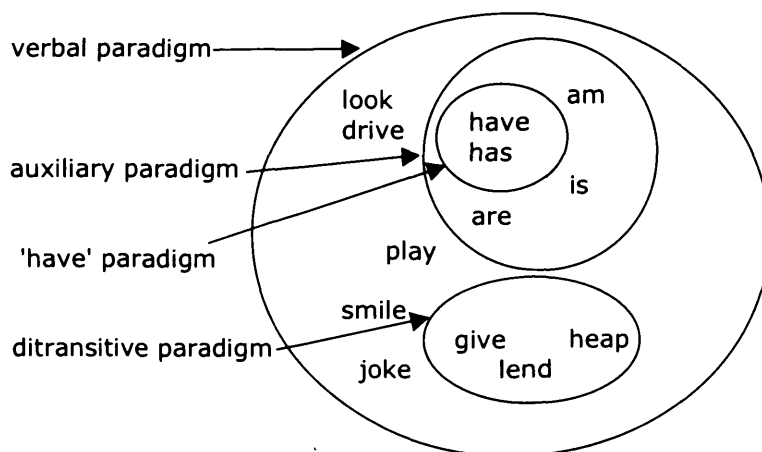 verbal paradigm
look
drive
am
have
has
auxiliary paradigm
is
are
'have' paradigm
play
smile
ditransitive paradigm
give
heap
lend
joke